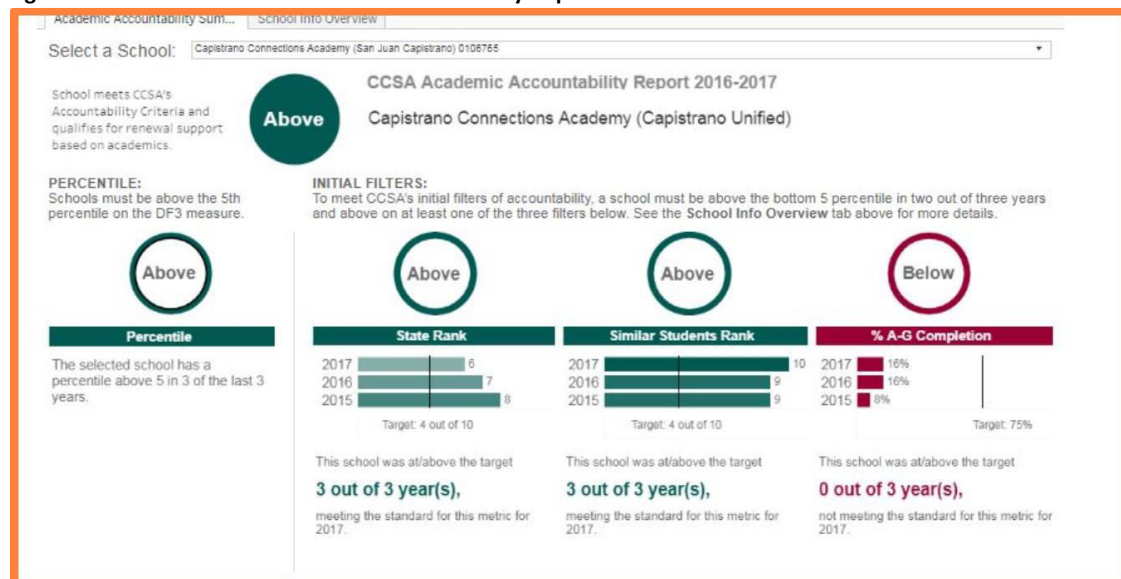 Academic Accountability Sum... School Info Overview
Select a School: Capistrano Connections Academy (San Juan Capistrano) 0106765
School meets CCSA's
Accountability Criteria and
qualifies for renewal support
based on academics.
Above
CCSA Academic Accountability Report 2016-2017
Capistrano Connections Academy (Capistrano Unified)
PERCENTILE:
Schools must be above the 5th
percentile on the DF3 measure.
INITIAL FILTERS:
To meet CCSA's initial filters of accountability, a school must be above the bottom 5 percentile in two out of three years
and above on at least one of the three filters below. See the School Info Overview tab above for more details.
Above
Percentile
The selected school has a
percentile above 5 in 3 of the last 3
years.
Above
State Rank
2017 6
2016 7
2015 8
Target: 4 out of 10
This school was at/above the target
3 out of 3 year(s),
meeting the standard for this metric for
2017.
Above
Similar Students Rank
2017 10
2016 9
2015 9
Target: 4 out of 10
This school was at/above the target
3 out of 3 year(s),
meeting the standard for this metric for
2017.
Below
% A-G Completion
2017 16%
2016 16%
2015 8%
Target: 75%
This school was at/above the target
0 out of 3 year(s),
not meeting the standard for this metric for
2017.